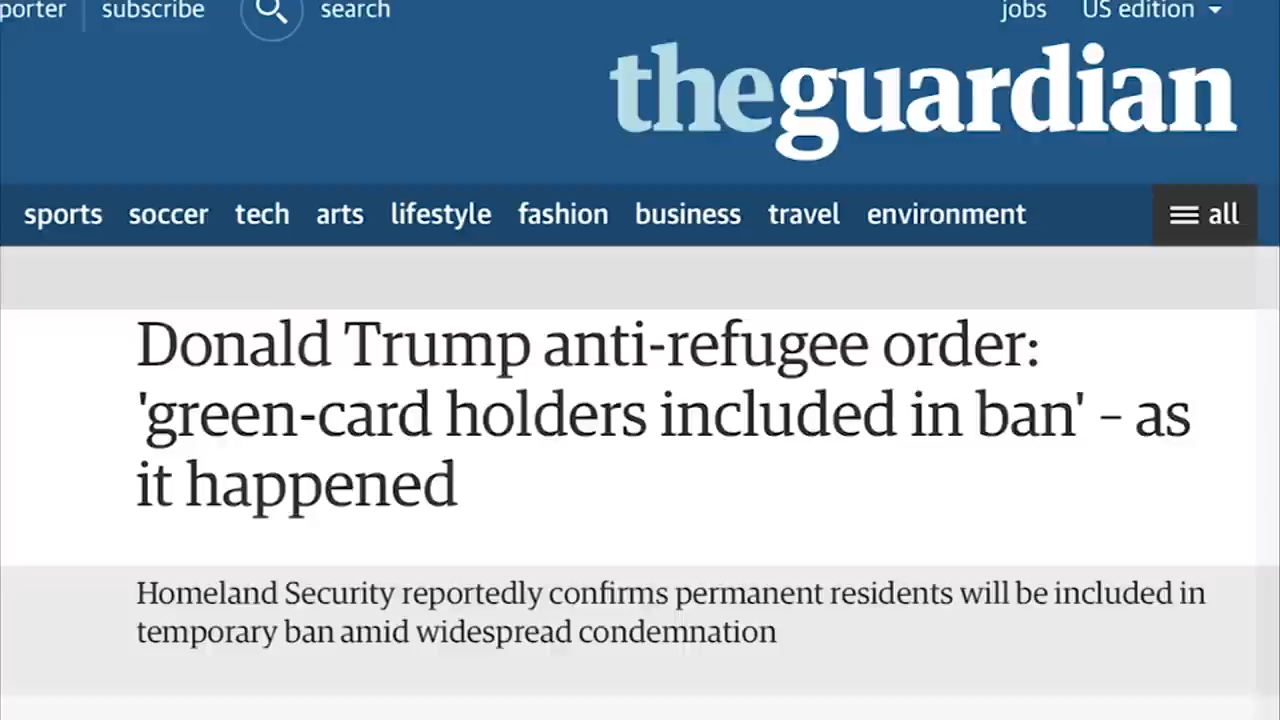 porter subscribe search jobs US edition
theguardian
sports soccer tech arts lifestyle fashion business travel environment all
Donald Trump anti-refugee order:
'green-card holders included in ban' – as
it happened
Homeland Security reportedly confirms permanent residents will be included in
temporary ban amid widespread condemnation